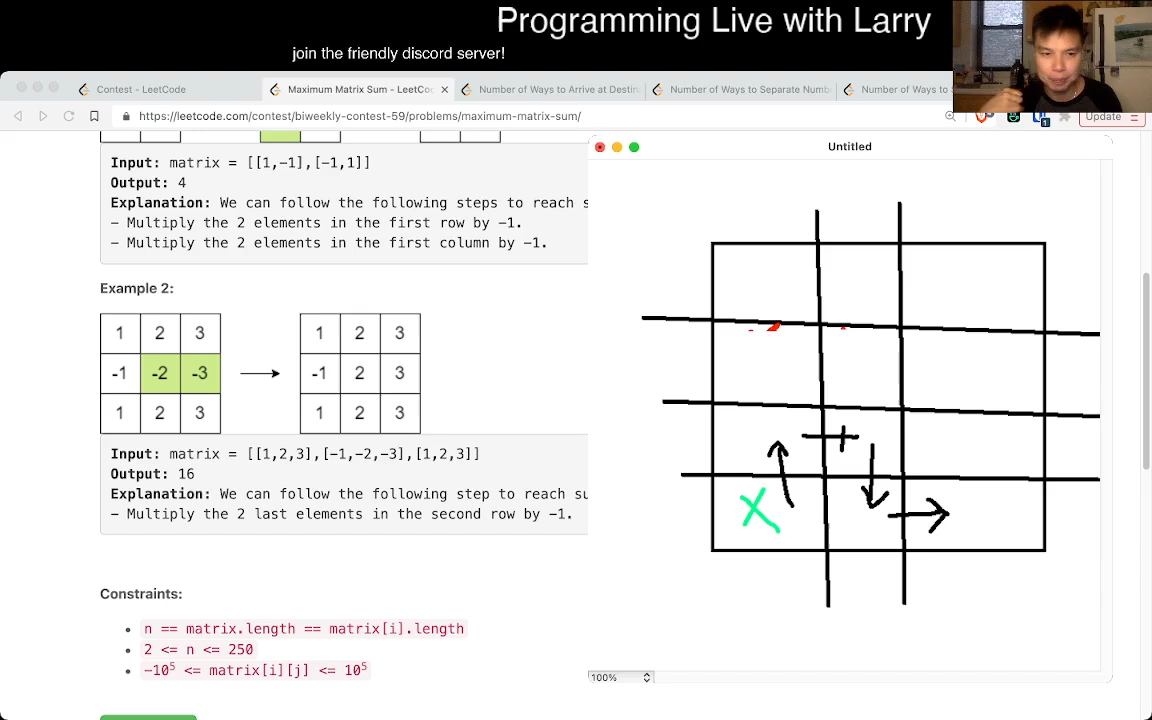 Programming Live with Larry
join the friendly discord server!
Contest - LeetCode
Maximum Matrix Sum - LeetCo
Number of Ways to Arrive at Destin
Number of Ways to Separate Numb
Number of Ways to
https://leetcode.com/contest/biweekly-contest-59/problems/maximum-matrix-sum/
Update
Untitled
Input: matrix = [[1,-1],[-1,1]]
Output: 4
Explanation: We can follow the following steps to reach s
- Multiply the 2 elements in the first row by -1.
- Multiply the 2 elements in the first column by -1.
Example 2:
1 2 3 1 2 3
-1 -2 -3 -1 2 3
1 2 3 1 2 3
Input: matrix = [[1,2,3],[-1,-2,-3],[1,2,3]]
Output: 16
Explanation: We can follow the following step to reach su
- Multiply the 2 last elements in the second row by -1.
X
Constraints:
n == matrix.length == matrix[i].length
2 <= n <= 250
-10⁵ <= matrix[i][j] <= 10⁵
100%